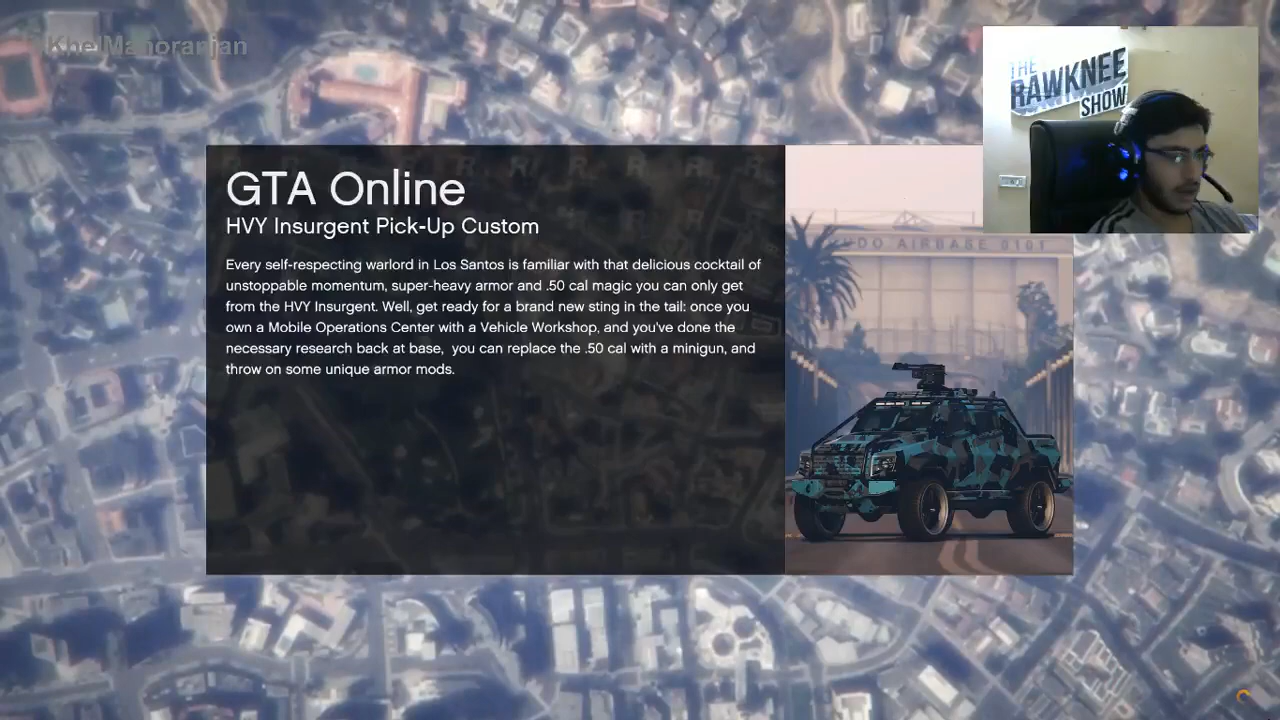 KhelManoranjan
THE
RAWKNEE
SHOW
GTA Online
HVY Insurgent Pick-Up Custom
Every self-respecting warlord in Los Santos is familiar with that delicious cocktail of
unstoppable momentum, super-heavy armor and .50 cal magic you can only get
from the HVY Insurgent. Well, get ready for a brand new sting in the tail: once you
own a Mobile Operations Center with a Vehicle Workshop, and you've done the
necessary research back at base,  you can replace the .50 cal with a minigun, and
throw on some unique armor mods.
AIRBASE 0101